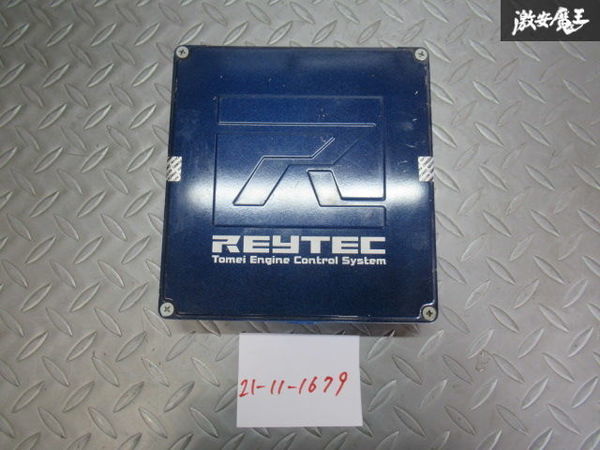 激安魔王
REYTEC
Tomei Engine Control System
21-11-1679